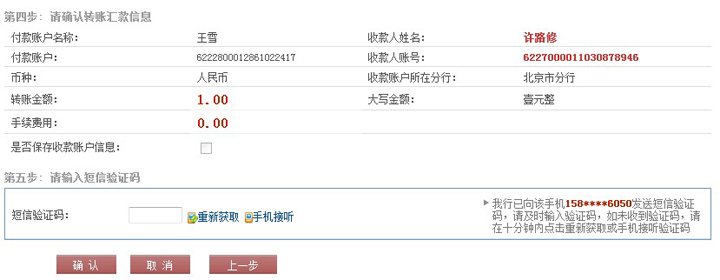 第四步: 请确认转账汇款信息
付款账户名称: 王雪 收款人姓名: 许路修
付款账户: 6222800012861022417 收款人账号: 6227000011030878946
币种: 人民币 收款账户所在分行: 北京市分行
转账金额: 1.00 大写金额: 壹元整
手续费用: 0.00
是否保存收款账户信息:
第五步: 请输入短信验证码
短信验证码: 重新获取 手机接听
我行已向该手机158****6050发送短信验证
码，请及时输入验证码，如未收到验证码，请
在十分钟内点击重新获取或手机接听验证码
确 认 取 消 上一步